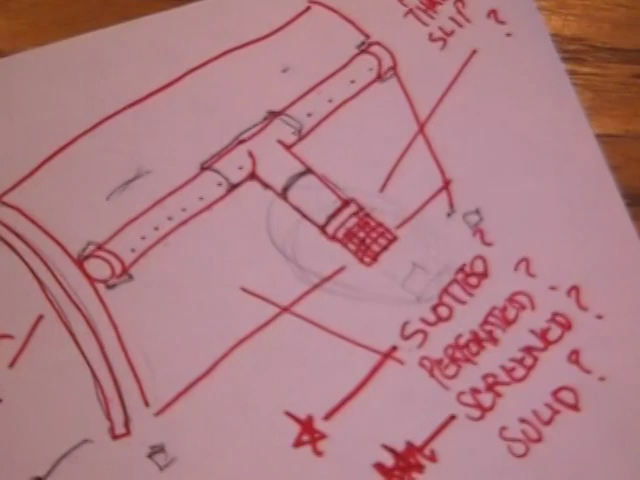 SLIP
?
SLOTTED?
PERFORATED?
SCREENED?
SOLID?